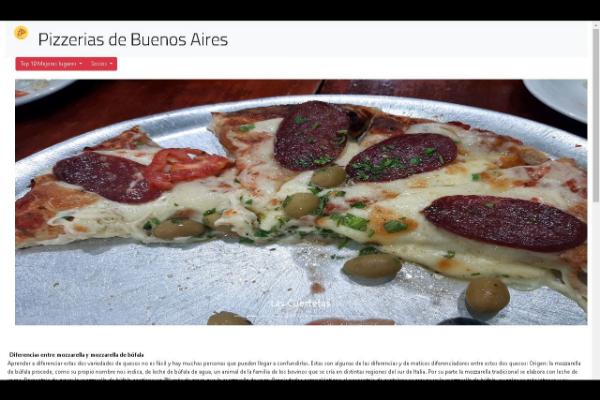 Pizzerias de Buenos Aires
Top 10 Mejores lugares Socios
Las Cuartetas
Diferencias entre mozzarella y mozzarella de búfala
Aprender a diferenciar estas dos variedades de quesos no es fácil y hay muchas personas que pueden llegar a confundirlas. Estas son algunas de las diferencias y de matices diferenciadores entre estos dos quesos: Origen: la mozzarella
de búfala procede, como su propio nombre nos indica, de leche de búfala de agua, un animal de la familia de los bovinos que se cría en distintas regiones del sur de Italia. Por su parte la mozzarella tradicional se elabora con leche de